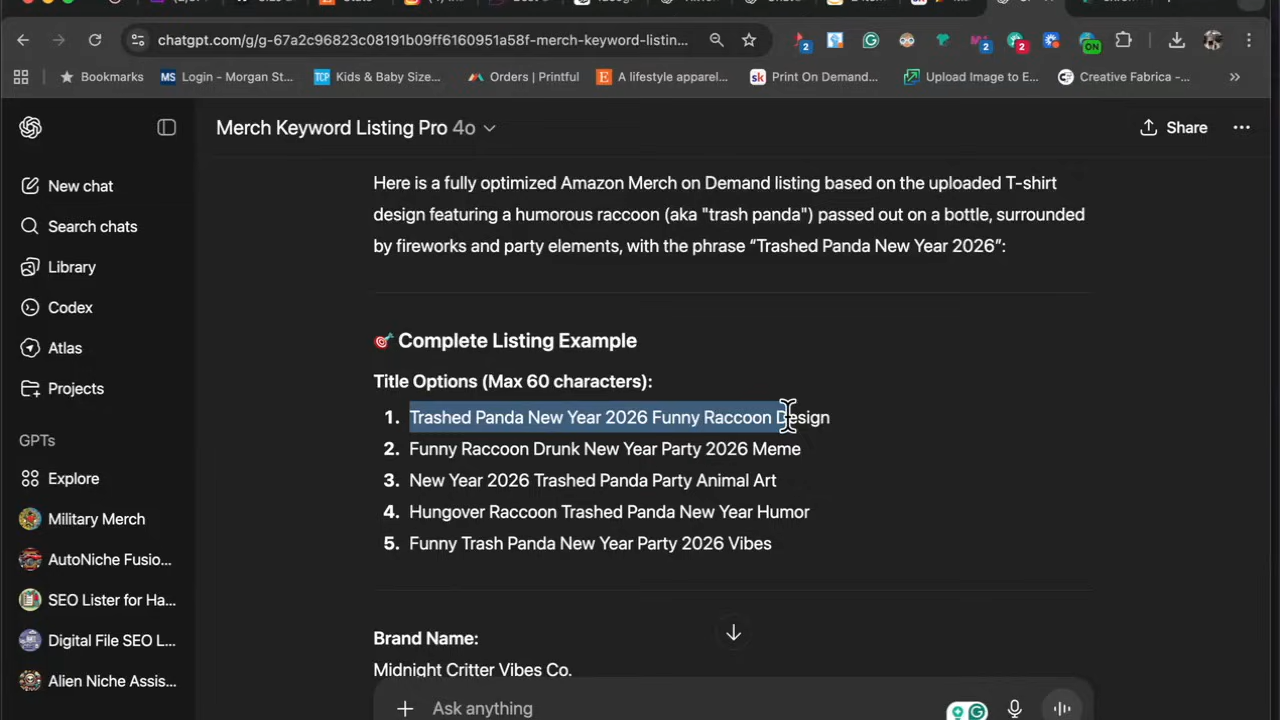 chatgpt.com/g/g-67a2c96823c08191b09ff6160951a58f-merch-keyword-listin...
2
2
2
ON
Bookmarks
MS Login - Morgan St...
TCP Kids & Baby Size...
Orders | Printful
E A lifestyle apparel...
sk Print On Demand...
Upload Image to E...
Creative Fabrica -...
Merch Keyword Listing Pro 4o
Share
New chat
Search chats
Library
Codex
Atlas
Projects
GPTs
Explore
Military Merch
AutoNiche Fusio...
SEO Lister for Ha...
Digital File SEO L...
Alien Niche Assis...
Here is a fully optimized Amazon Merch on Demand listing based on the uploaded T-shirt
design featuring a humorous raccoon (aka "trash panda") passed out on a bottle, surrounded
by fireworks and party elements, with the phrase “Trashed Panda New Year 2026”:
Complete Listing Example
Title Options (Max 60 characters):
1. Trashed Panda New Year 2026 Funny Raccoon Design
2. Funny Raccoon Drunk New Year Party 2026 Meme
3. New Year 2026 Trashed Panda Party Animal Art
4. Hungover Raccoon Trashed Panda New Year Humor
5. Funny Trash Panda New Year Party 2026 Vibes
Brand Name:
Midnight Critter Vibes Co.
Ask anything